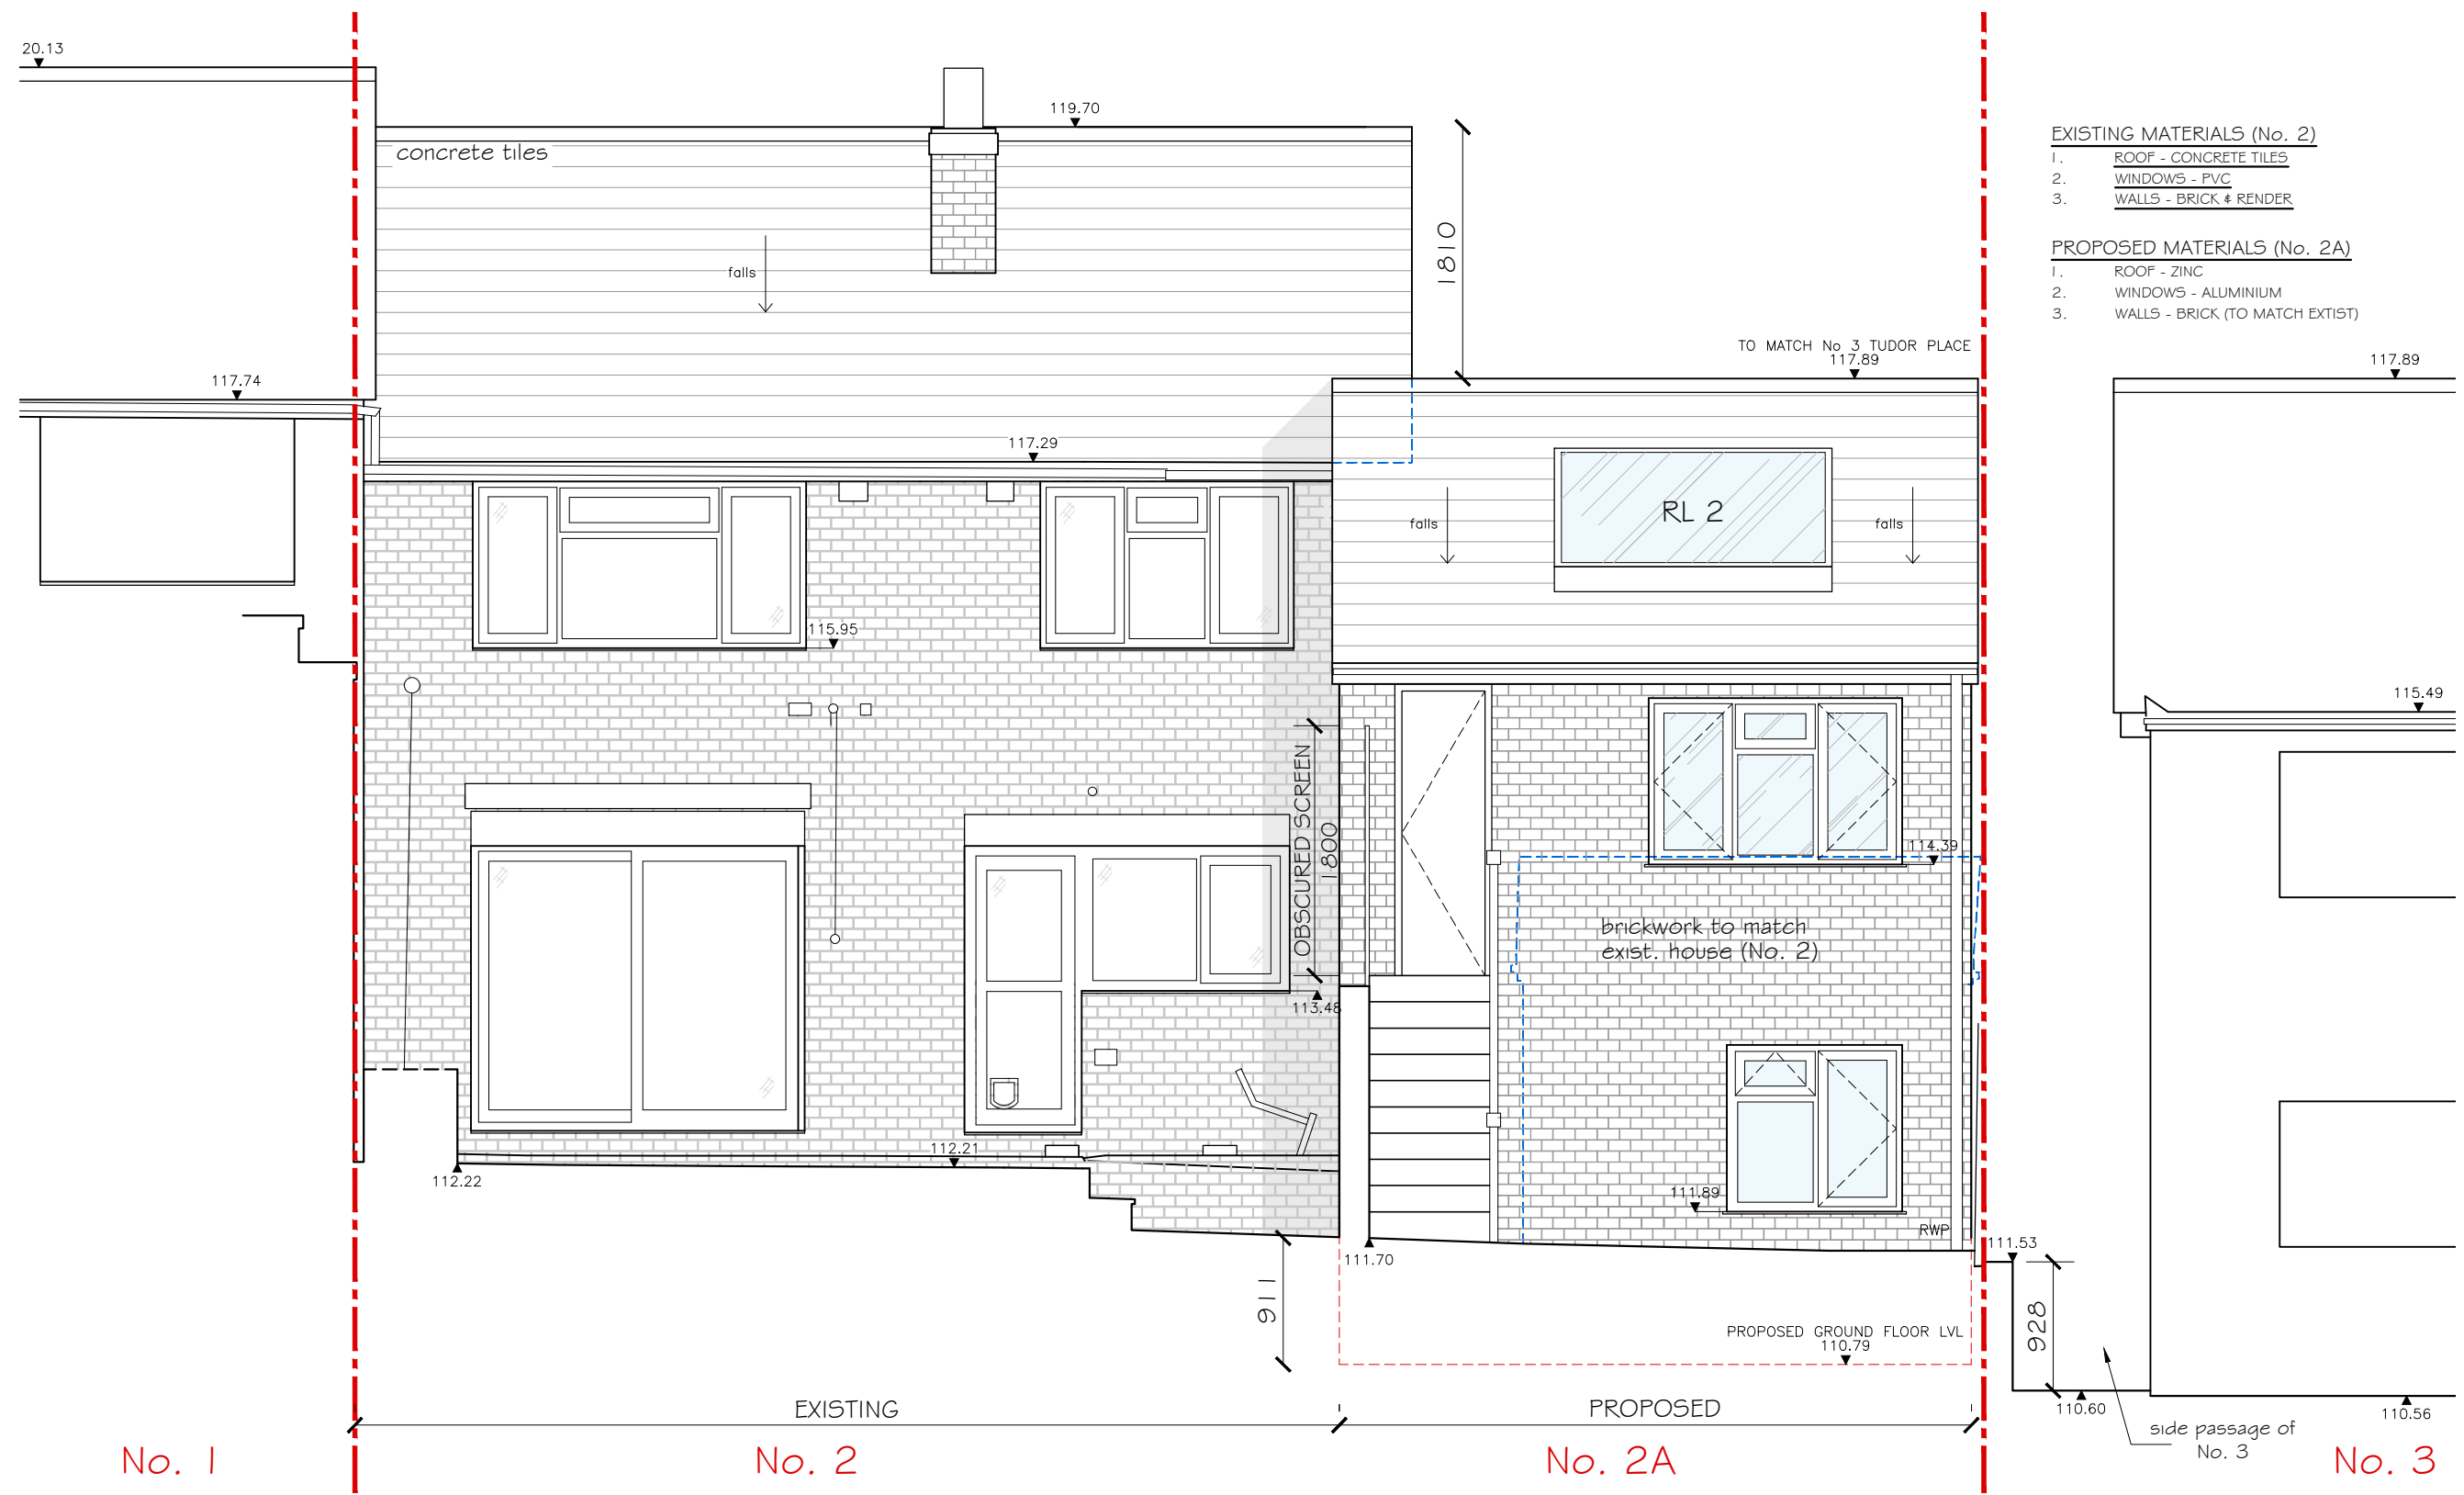 20.13
119.70
concrete tiles
EXISTING MATERIALS (No. 2)
1. ROOF - CONCRETE TILES
2. WINDOWS - PVC
3. WALLS - BRICK & RENDER
1810
PROPOSED MATERIALS (No. 2A)
1. ROOF - ZINC
2. WINDOWS - ALUMINIUM
3. WALLS - BRICK (TO MATCH EXTIST)
falls
TO MATCH No 3 TUDOR PLACE
117.89
117.89
117.74
117.29
RL 2
falls
falls
115.95
115.49
OBSCURED SCREEN
1800
114.39
brickwork to match
exist. house (No. 2)
113.48
112.21
112.22
111.89
RWP
111.70
111.53
911
928
PROPOSED GROUND FLOOR LVL
110.79
EXISTING
PROPOSED
110.60
110.56
side passage of
No. 3
No. 1
No. 2
No. 2A
No. 3